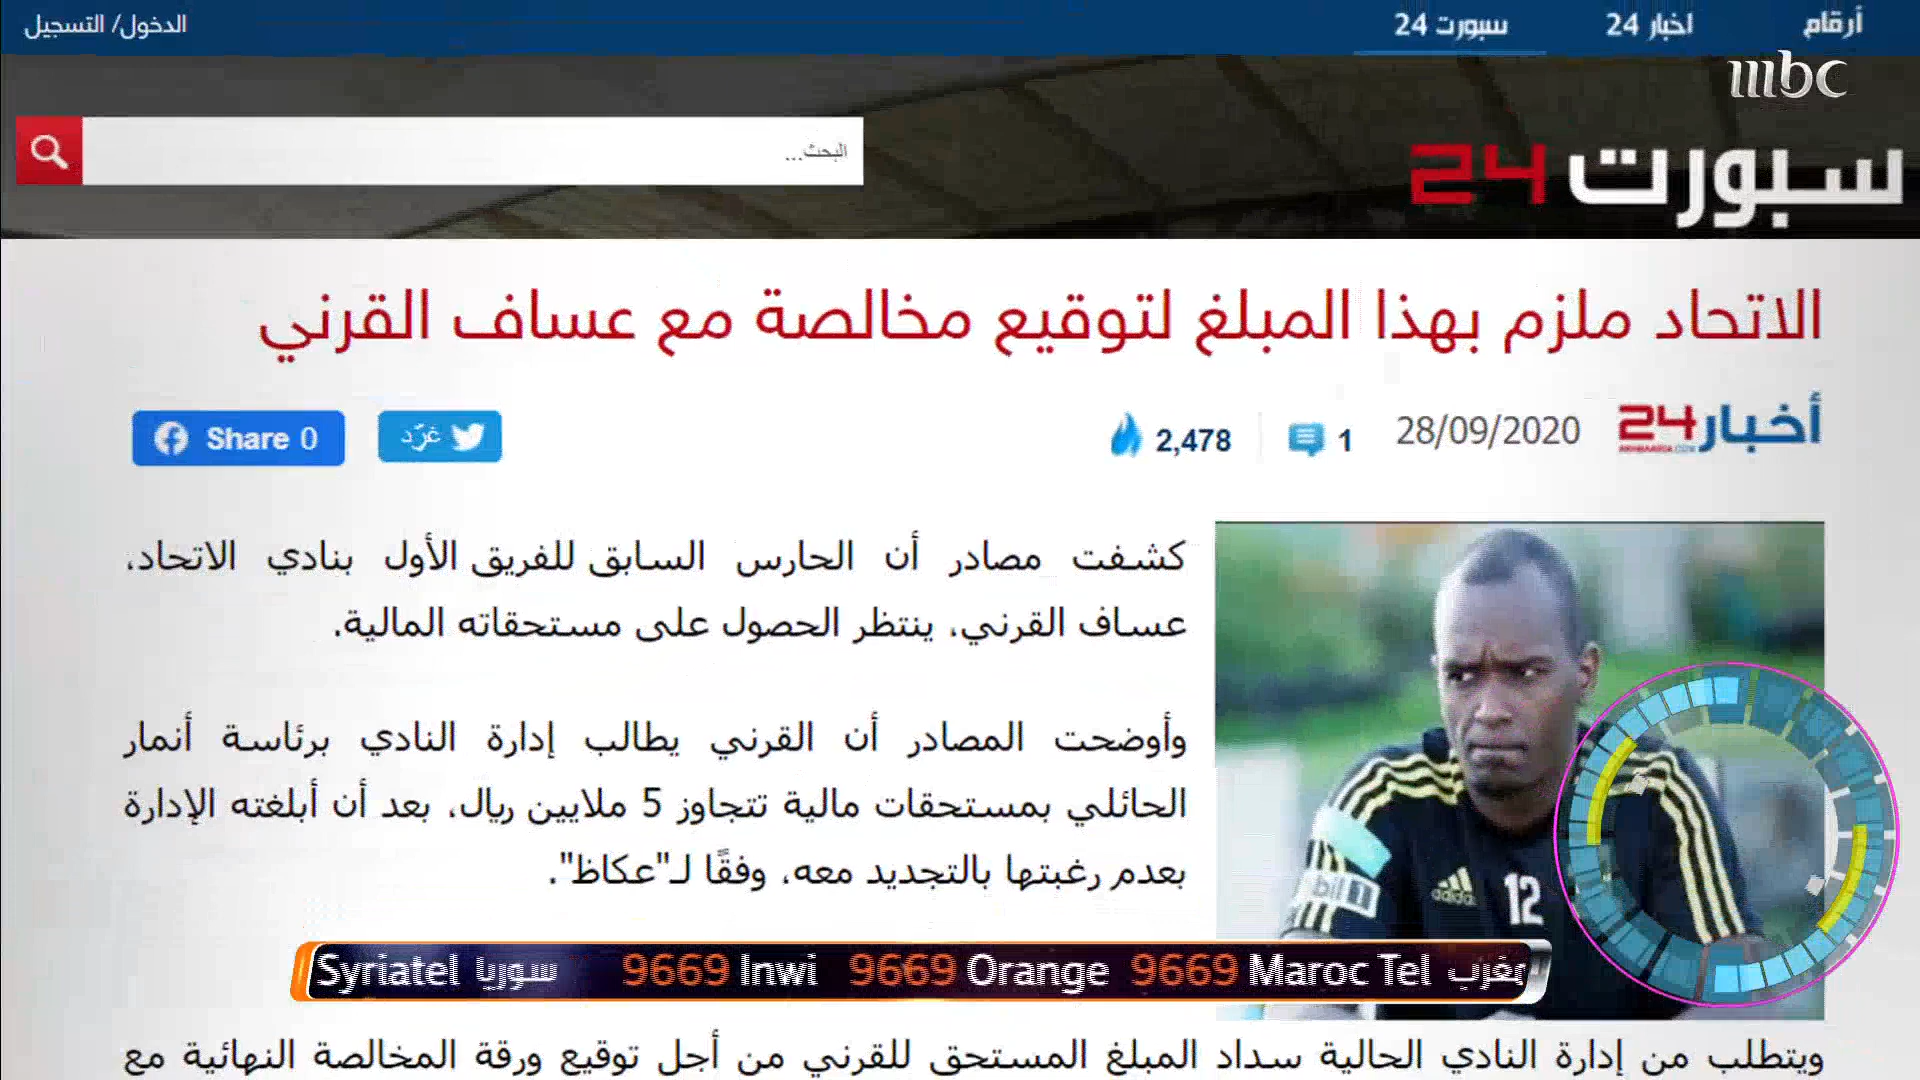 أرقام
اخبار 24
سبورت 24
الدخول/ التسجيل
mbc
سبورت 24
البحث...
الاتحاد ملزم بهذا المبلغ لتوقيع مخالصة مع عساف القرني
أخبار24
28/09/2020
1
2,478
غرّد
Share 0
كشفت مصادر أن الحارس السابق للفريق الأول بنادي الاتحاد،
عساف القرني، ينتظر الحصول على مستحقاته المالية.
وأوضحت المصادر أن القرني يطالب إدارة النادي برئاسة أنمار
الحائلي بمستحقات مالية تتجاوز 5 ملايين ريال، بعد أن أبلغته الإدارة
بعدم رغبتها بالتجديد معه، وفقًا لـ"عكاظ".
adidas
12
Syriatel سوريا 9669 Inwi 9669 Orange 9669 Maroc Tel
ويتطلب من إدارة النادي الحالية سداد المبلغ المستحق للقرني من أجل توقيع ورقة المخالصة النهائية مع